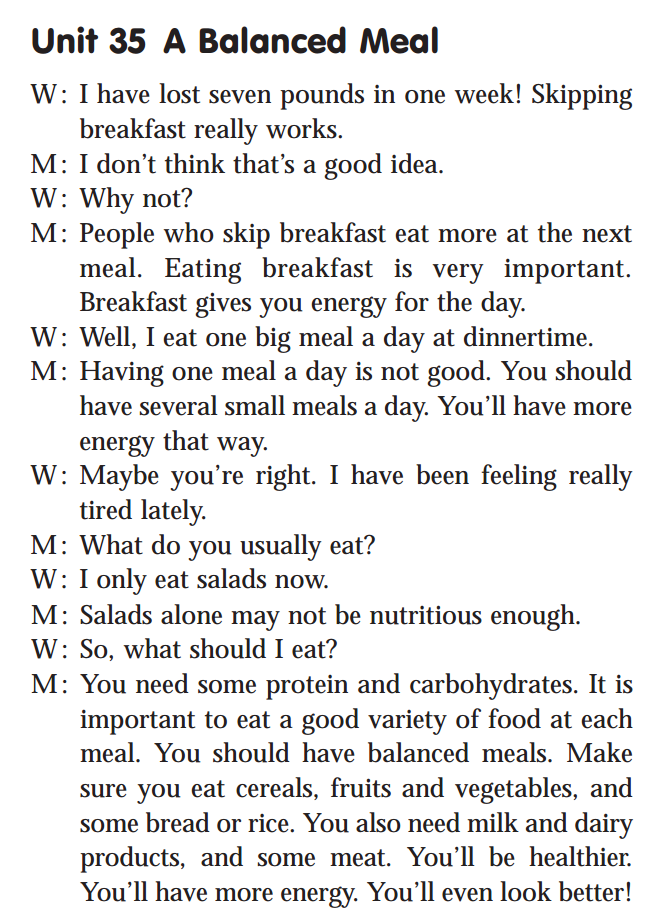 Unit 35 A Balanced Meal
W: I have lost seven pounds in one week! Skipping
breakfast really works.
M: I don’t think that’s a good idea.
W: Why not?
M: People who skip breakfast eat more at the next
meal. Eating breakfast is very important.
Breakfast gives you energy for the day.
W: Well, I eat one big meal a day at dinnertime.
M: Having one meal a day is not good. You should
have several small meals a day. You’ll have more
energy that way.
W: Maybe you’re right. I have been feeling really
tired lately.
M: What do you usually eat?
W: I only eat salads now.
M: Salads alone may not be nutritious enough.
W: So, what should I eat?
M: You need some protein and carbohydrates. It is
important to eat a good variety of food at each
meal. You should have balanced meals. Make
sure you eat cereals, fruits and vegetables, and
some bread or rice. You also need milk and dairy
products, and some meat. You’ll be healthier.
You’ll have more energy. You’ll even look better!